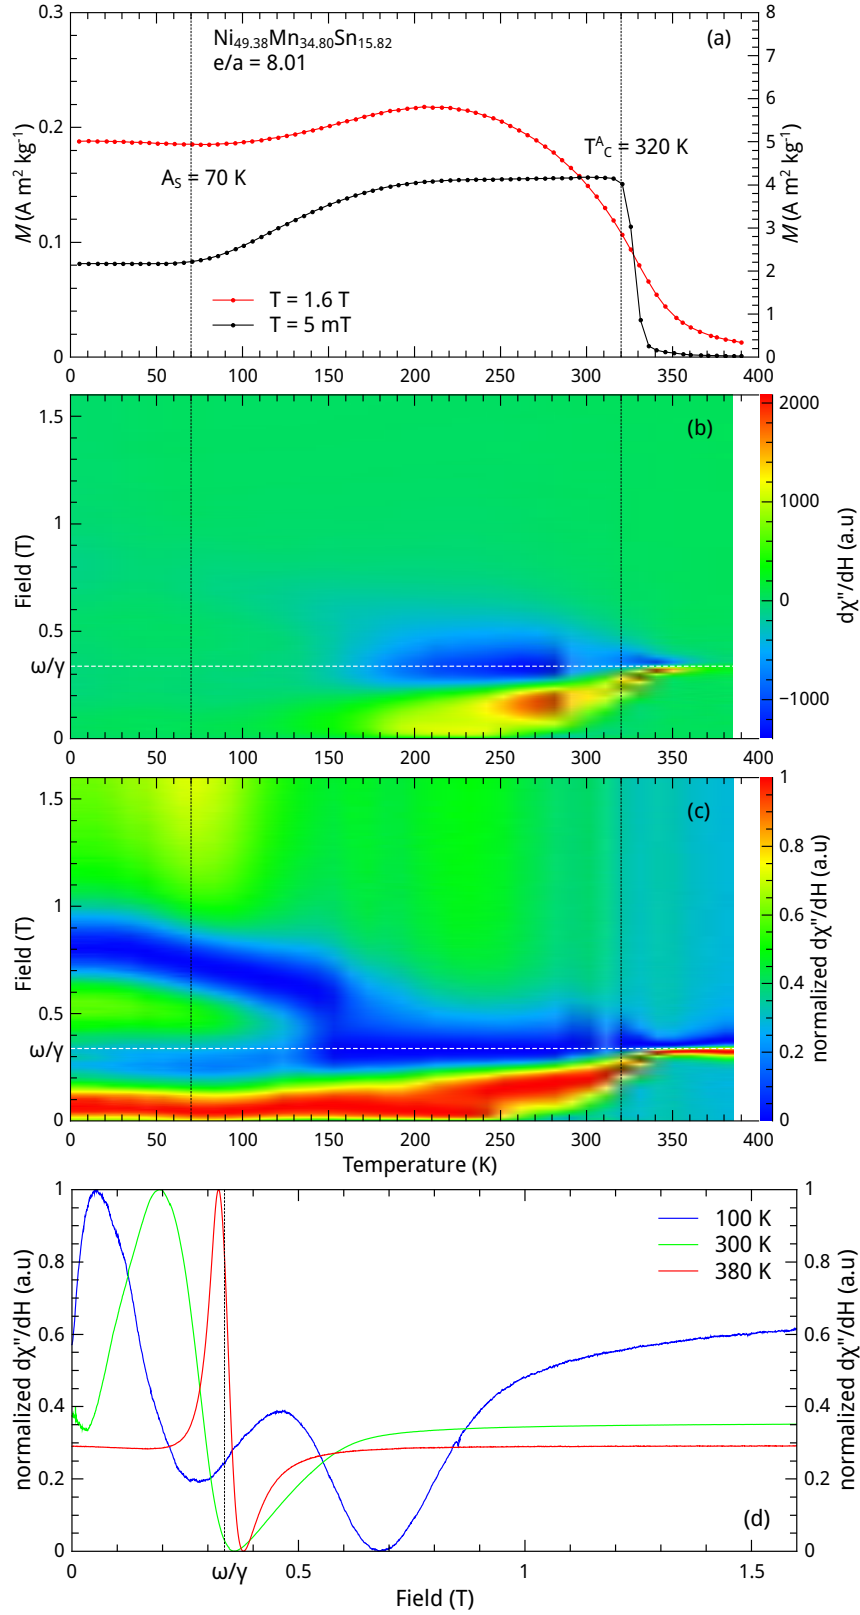 0.3
0.2
0.1
0
M (A m² kg⁻¹)
Ni₄₉.₃₈Mn₃₄.₈₀Sn₁₅.₈₂
e/a = 8.01
(a)
A_S = 70 K
Tᴬ_C = 320 K
T = 1.6 T
T = 5 mT
8
7
6
5
4
3
2
1
0
M (A m² kg⁻¹)
0 50 100 150 200 250 300 350 400
(b)
1.5
1
0.5
ω/γ
0
Field (T)
2000
1000
0
−1000
dχ"/dH (a.u)
0 50 100 150 200 250 300 350 400
(c)
1.5
1
0.5
ω/γ
0
Field (T)
1
0.8
0.6
0.4
0.2
0
normalized dχ"/dH (a.u)
0 50 100 150 200 250 300 350 400
Temperature (K)
1
0.8
0.6
0.4
0.2
0
normalized dχ"/dH (a.u)
100 K
300 K
380 K
(d)
1
0.8
0.6
0.4
0.2
0
normalized dχ"/dH (a.u)
0 ω/γ 0.5 1 1.5
Field (T)